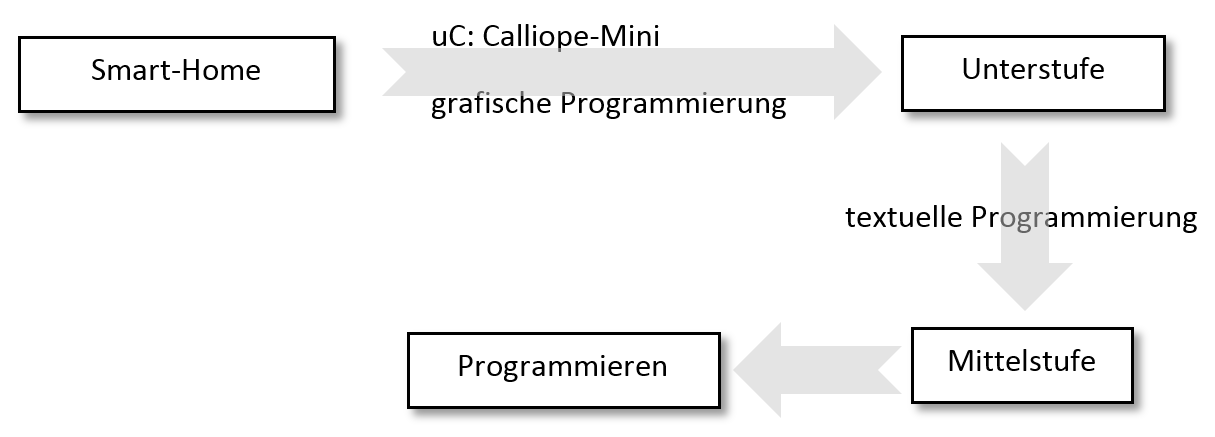 Smart-Home
uC: Calliope-Mini
grafische Programmierung
Unterstufe
textuelle Programmierung
Mittelstufe
Programmieren